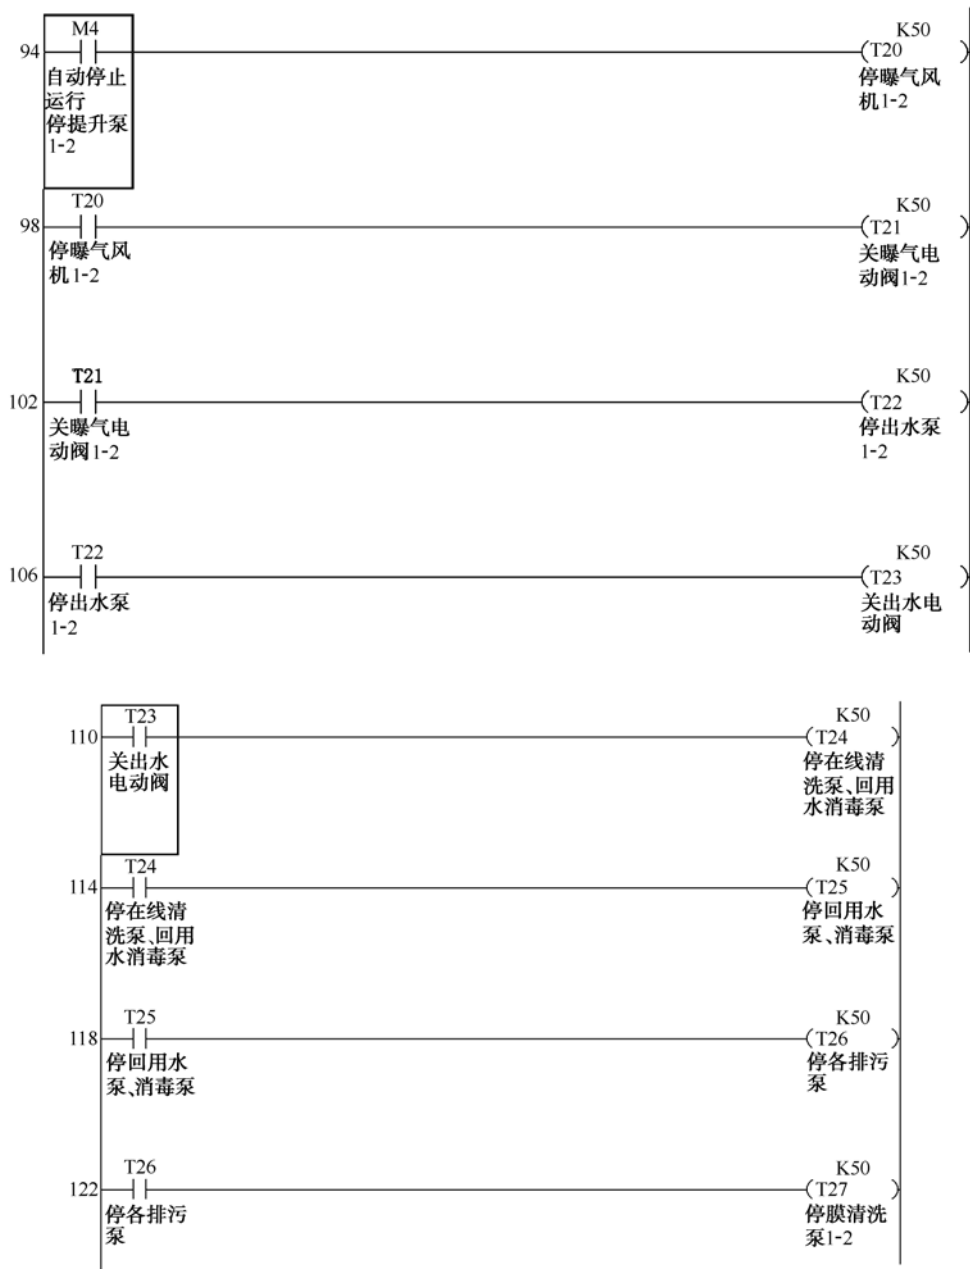 M4
K50
94
(T20 )
自动停止
运行
停提升泵
1-2
停曝气风
机1-2
T20
K50
98
(T21 )
停曝气风
机1-2
关曝气电
动阀1-2
T21
K50
102
(T22 )
关曝气电
动阀1-2
停出水泵
1-2
T22
K50
106
(T23 )
停出水泵
1-2
关出水电
动阀
T23
K50
110
(T24 )
关出水
电动阀
停在线清
洗泵、回用
水消毒泵
T24
K50
114
(T25 )
停在线清
洗泵、回用
水消毒泵
停回用水
泵、消毒泵
T25
K50
118
(T26 )
停回用水
泵、消毒泵
停各排污
泵
T26
K50
122
(T27 )
停各排污
泵
停膜清洗
泵1-2